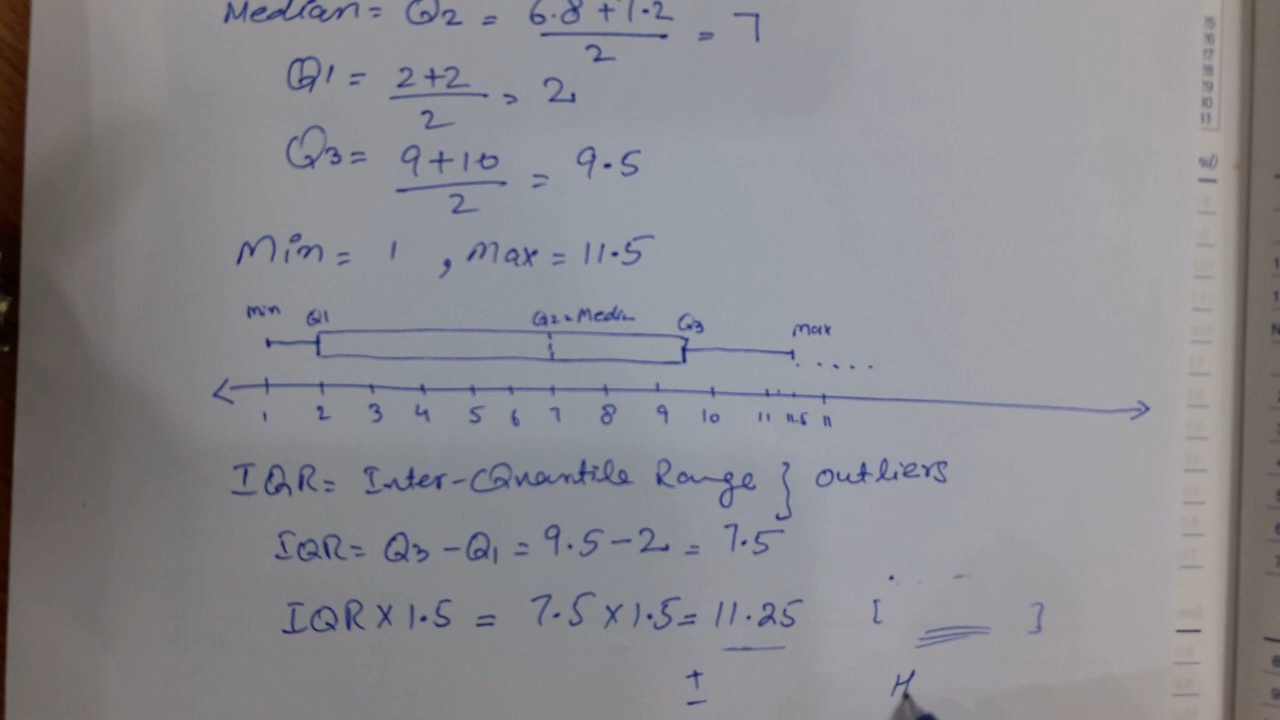 Median = Q2 = 6.8 + 7.2 / 2 = 7
Q1 = 2+2 / 2 = 2
Q3 = 9+10 / 2 = 9.5
Min = 1 , Max = 11.5
min Q1 Q2 = Median Q3 max
1 2 3 4 5 6 7 8 9 10 11 11.5 11
IQR = Inter-Quantile Range } outliers
IQR = Q3 - Q1 = 9.5 - 2 = 7.5
IQR X 1.5 = 7.5 X 1.5 = 11.25 [ ]
±
H